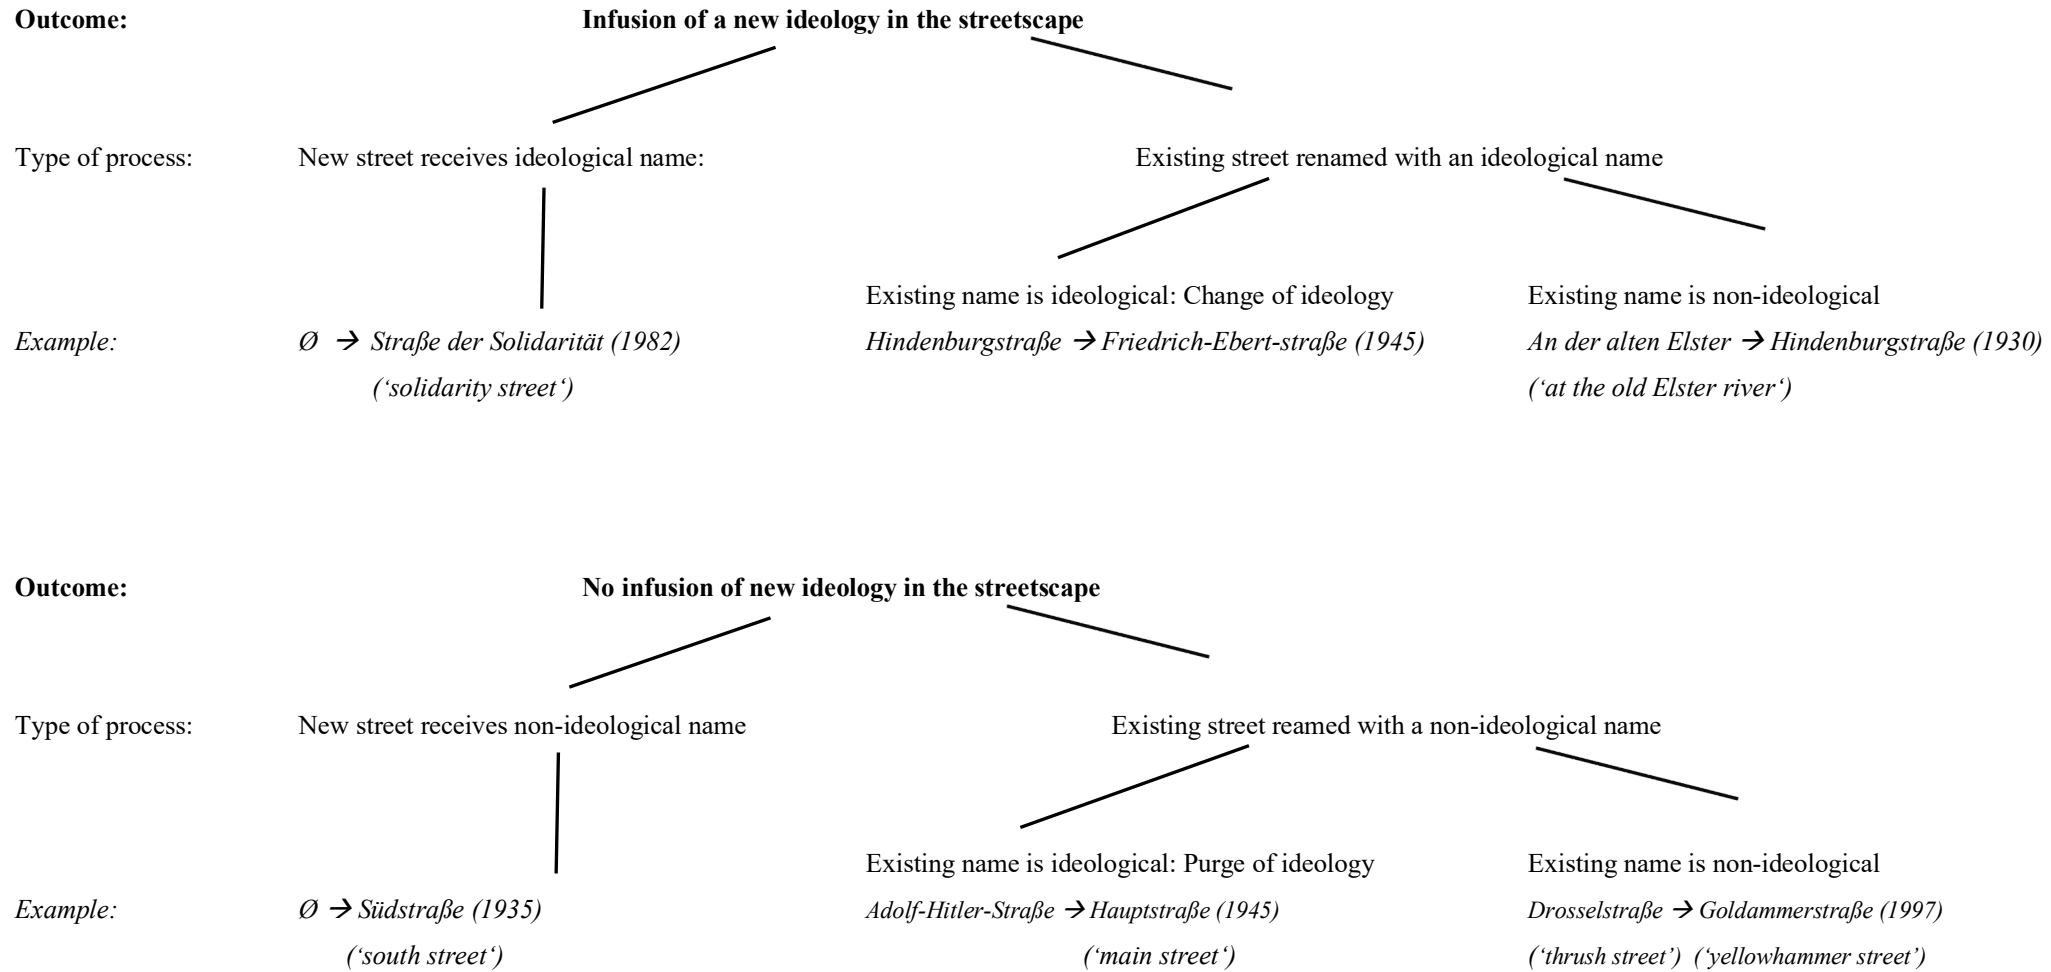 Outcome: Infusion of a new ideology in the streetscape
Type of process: New street receives ideological name: Existing street renamed with an ideological name
Existing name is ideological: Change of ideology Existing name is non-ideological
Example: Ø → Straße der Solidarität (1982) Hindenburgstraße → Friedrich-Ebert-straße (1945) An der alten Elster → Hindenburgstraße (1930)
(‘solidarity street‘) (‘at the old Elster river‘)
Outcome: No infusion of new ideology in the streetscape
Type of process: New street receives non-ideological name Existing street reamed with a non-ideological name
Existing name is ideological: Purge of ideology Existing name is non-ideological
Example: Ø → Südstraße (1935) Adolf-Hitler-Straße → Hauptstraße (1945) Drosselstraße → Goldammerstraße (1997)
(‘south street‘) (‘main street‘) (‘thrush street’) (‘yellowhammer street’)